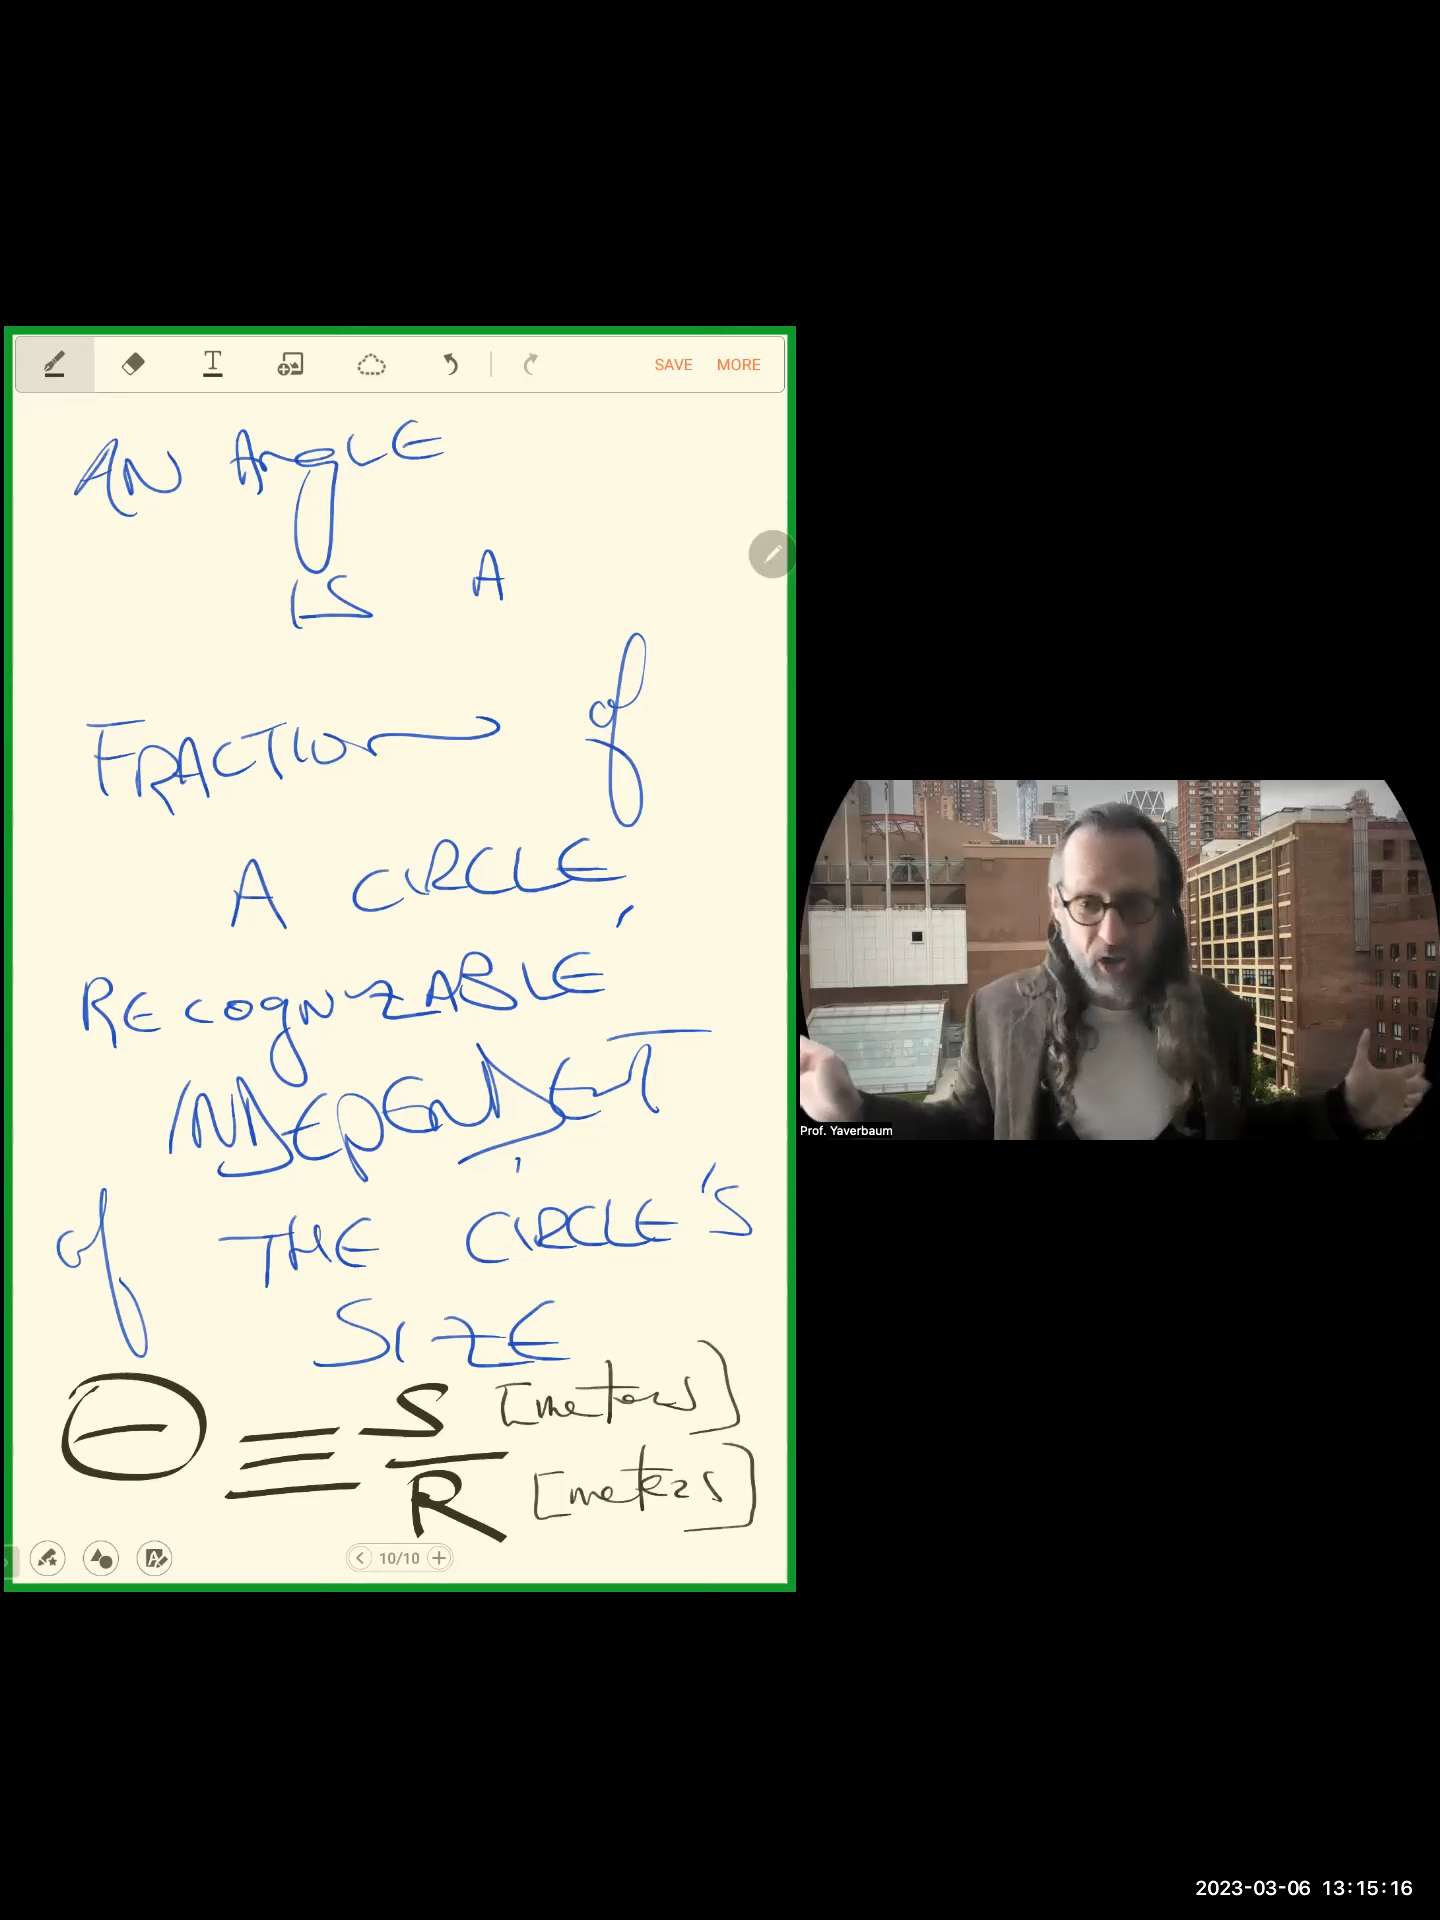 T
SAVE MORE
AN AngLE
IS A
FRACTION of
A CIRCLE,
RECOgNIZABLE
INDEPENDENT
of THE CIRCLE'S
SIZE
Θ ≡ S [meters]
R [meters]
A
10/10
Prof. Yaverbaum
2023-03-06 13:15:16